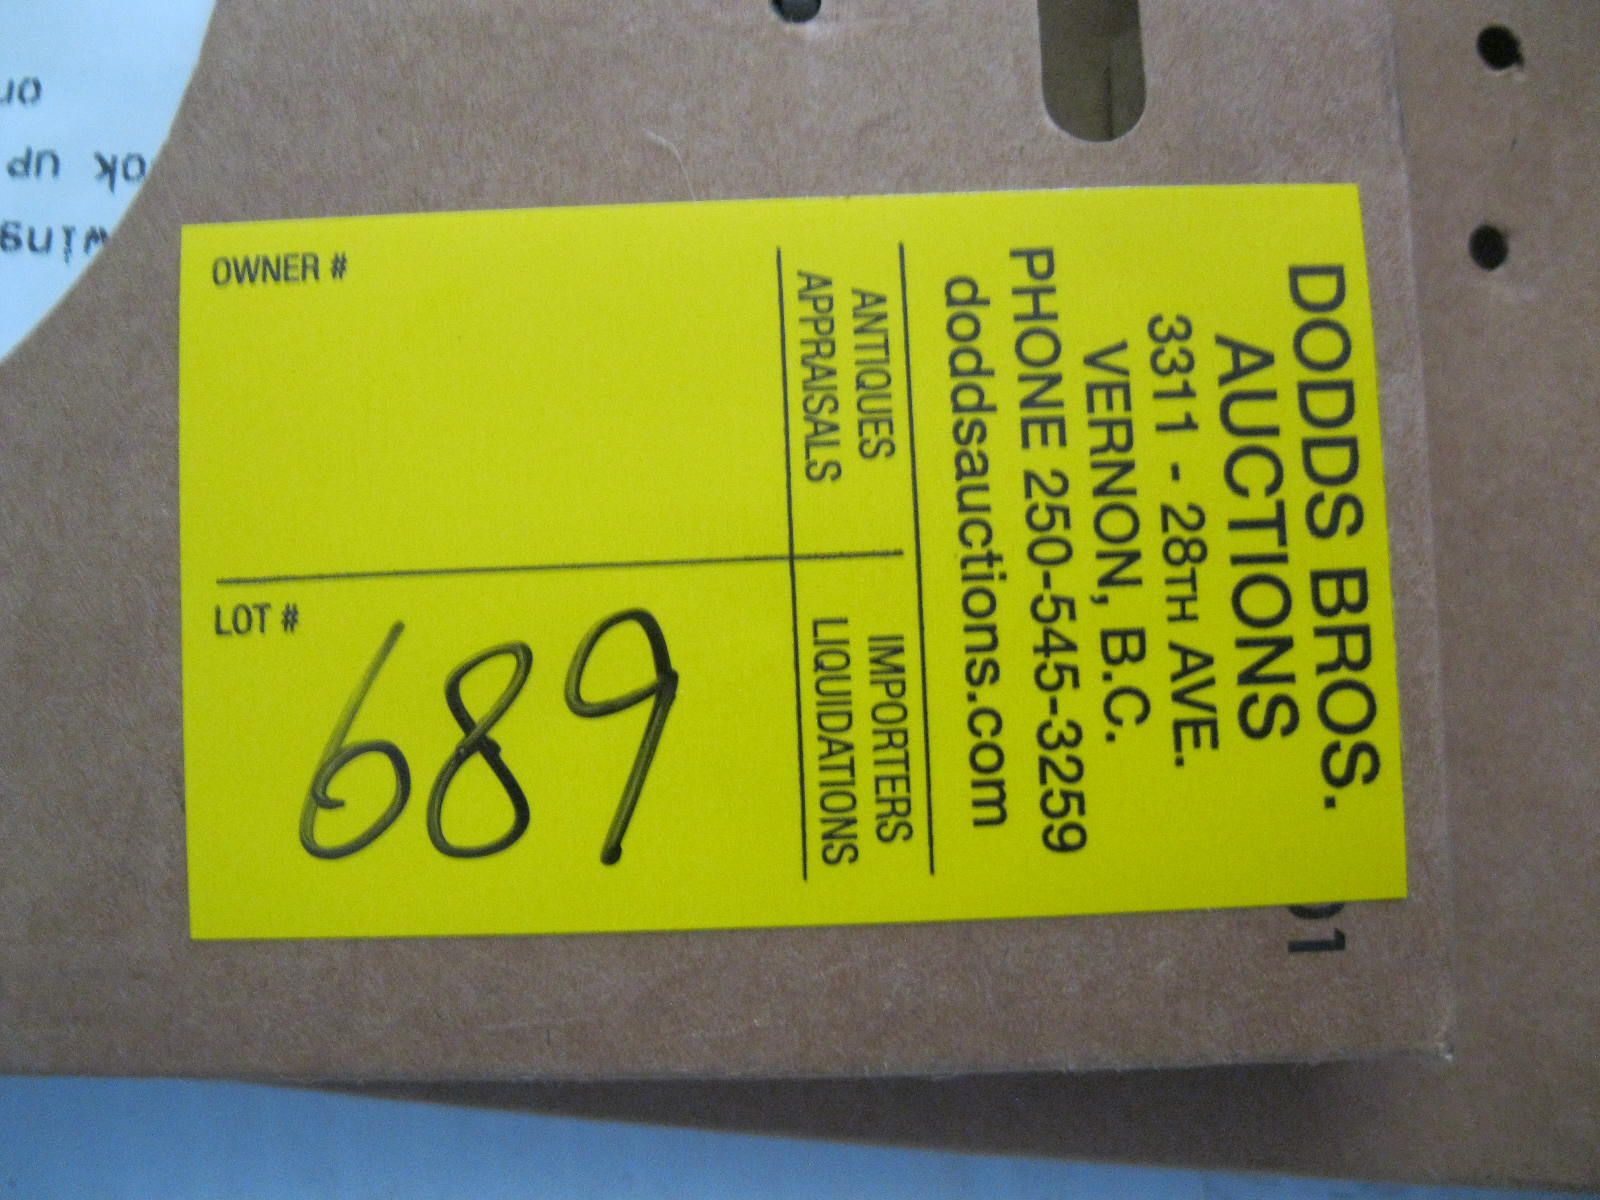 DODDS BROS.
AUCTIONS
3311 - 28TH AVE.
VERNON, B.C.
PHONE 250-545-3259
doddsauctions.com
ANTIQUES IMPORTERS
APPRAISALS LIQUIDATIONS
OWNER #
LOT #
689
up